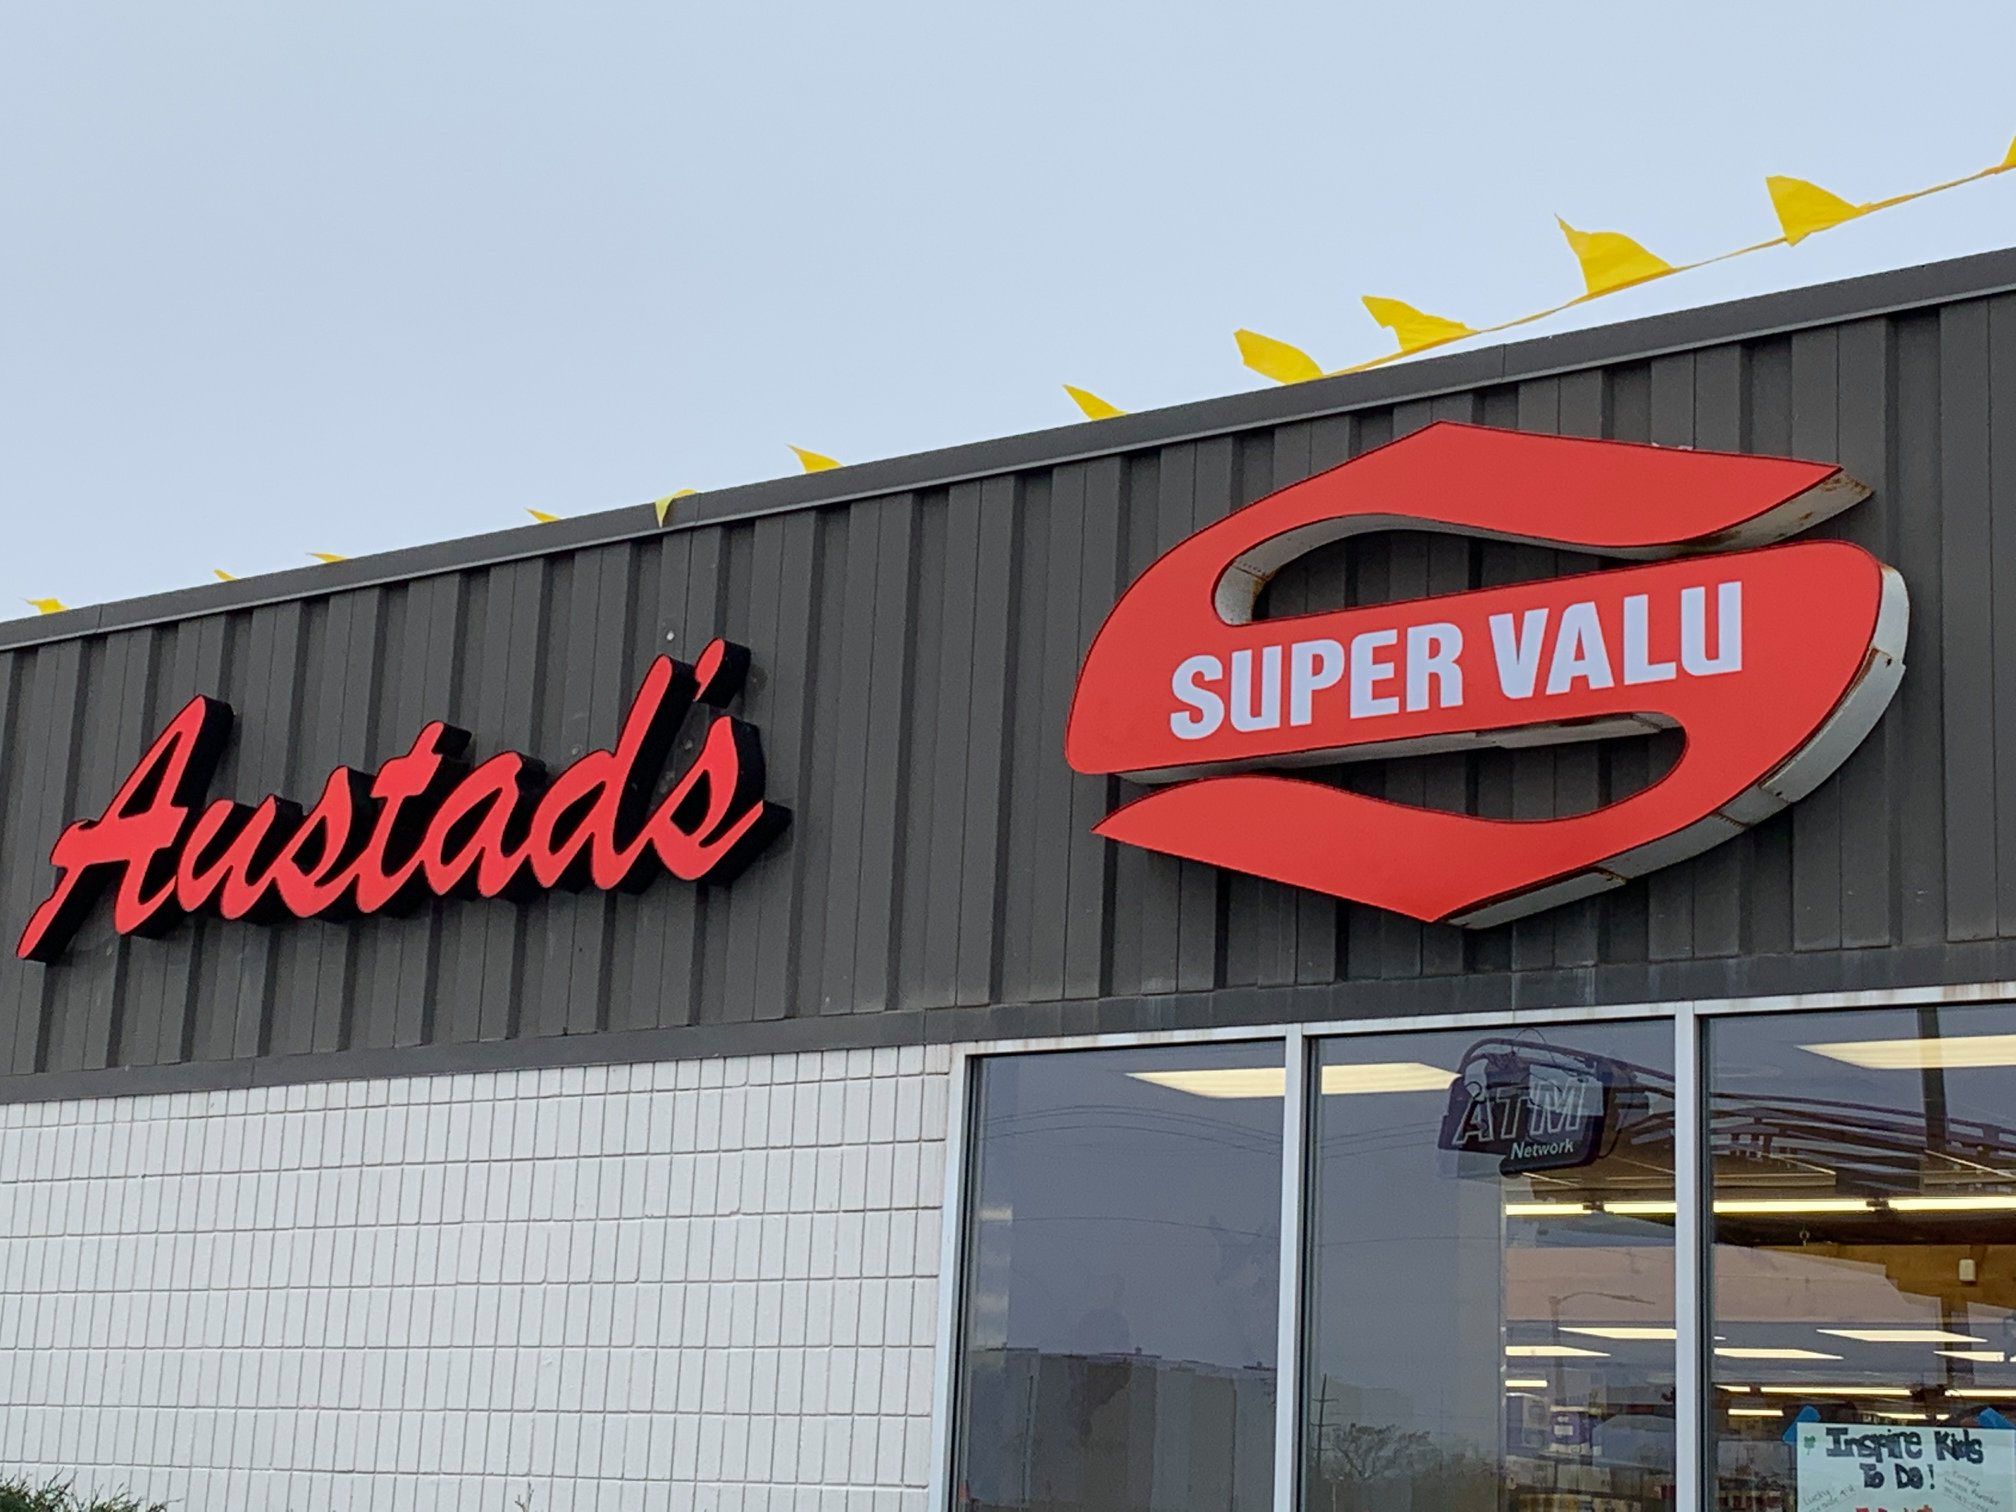 Austad's
SUPER VALU
ATM
Network
Inspire Kids
To Do!